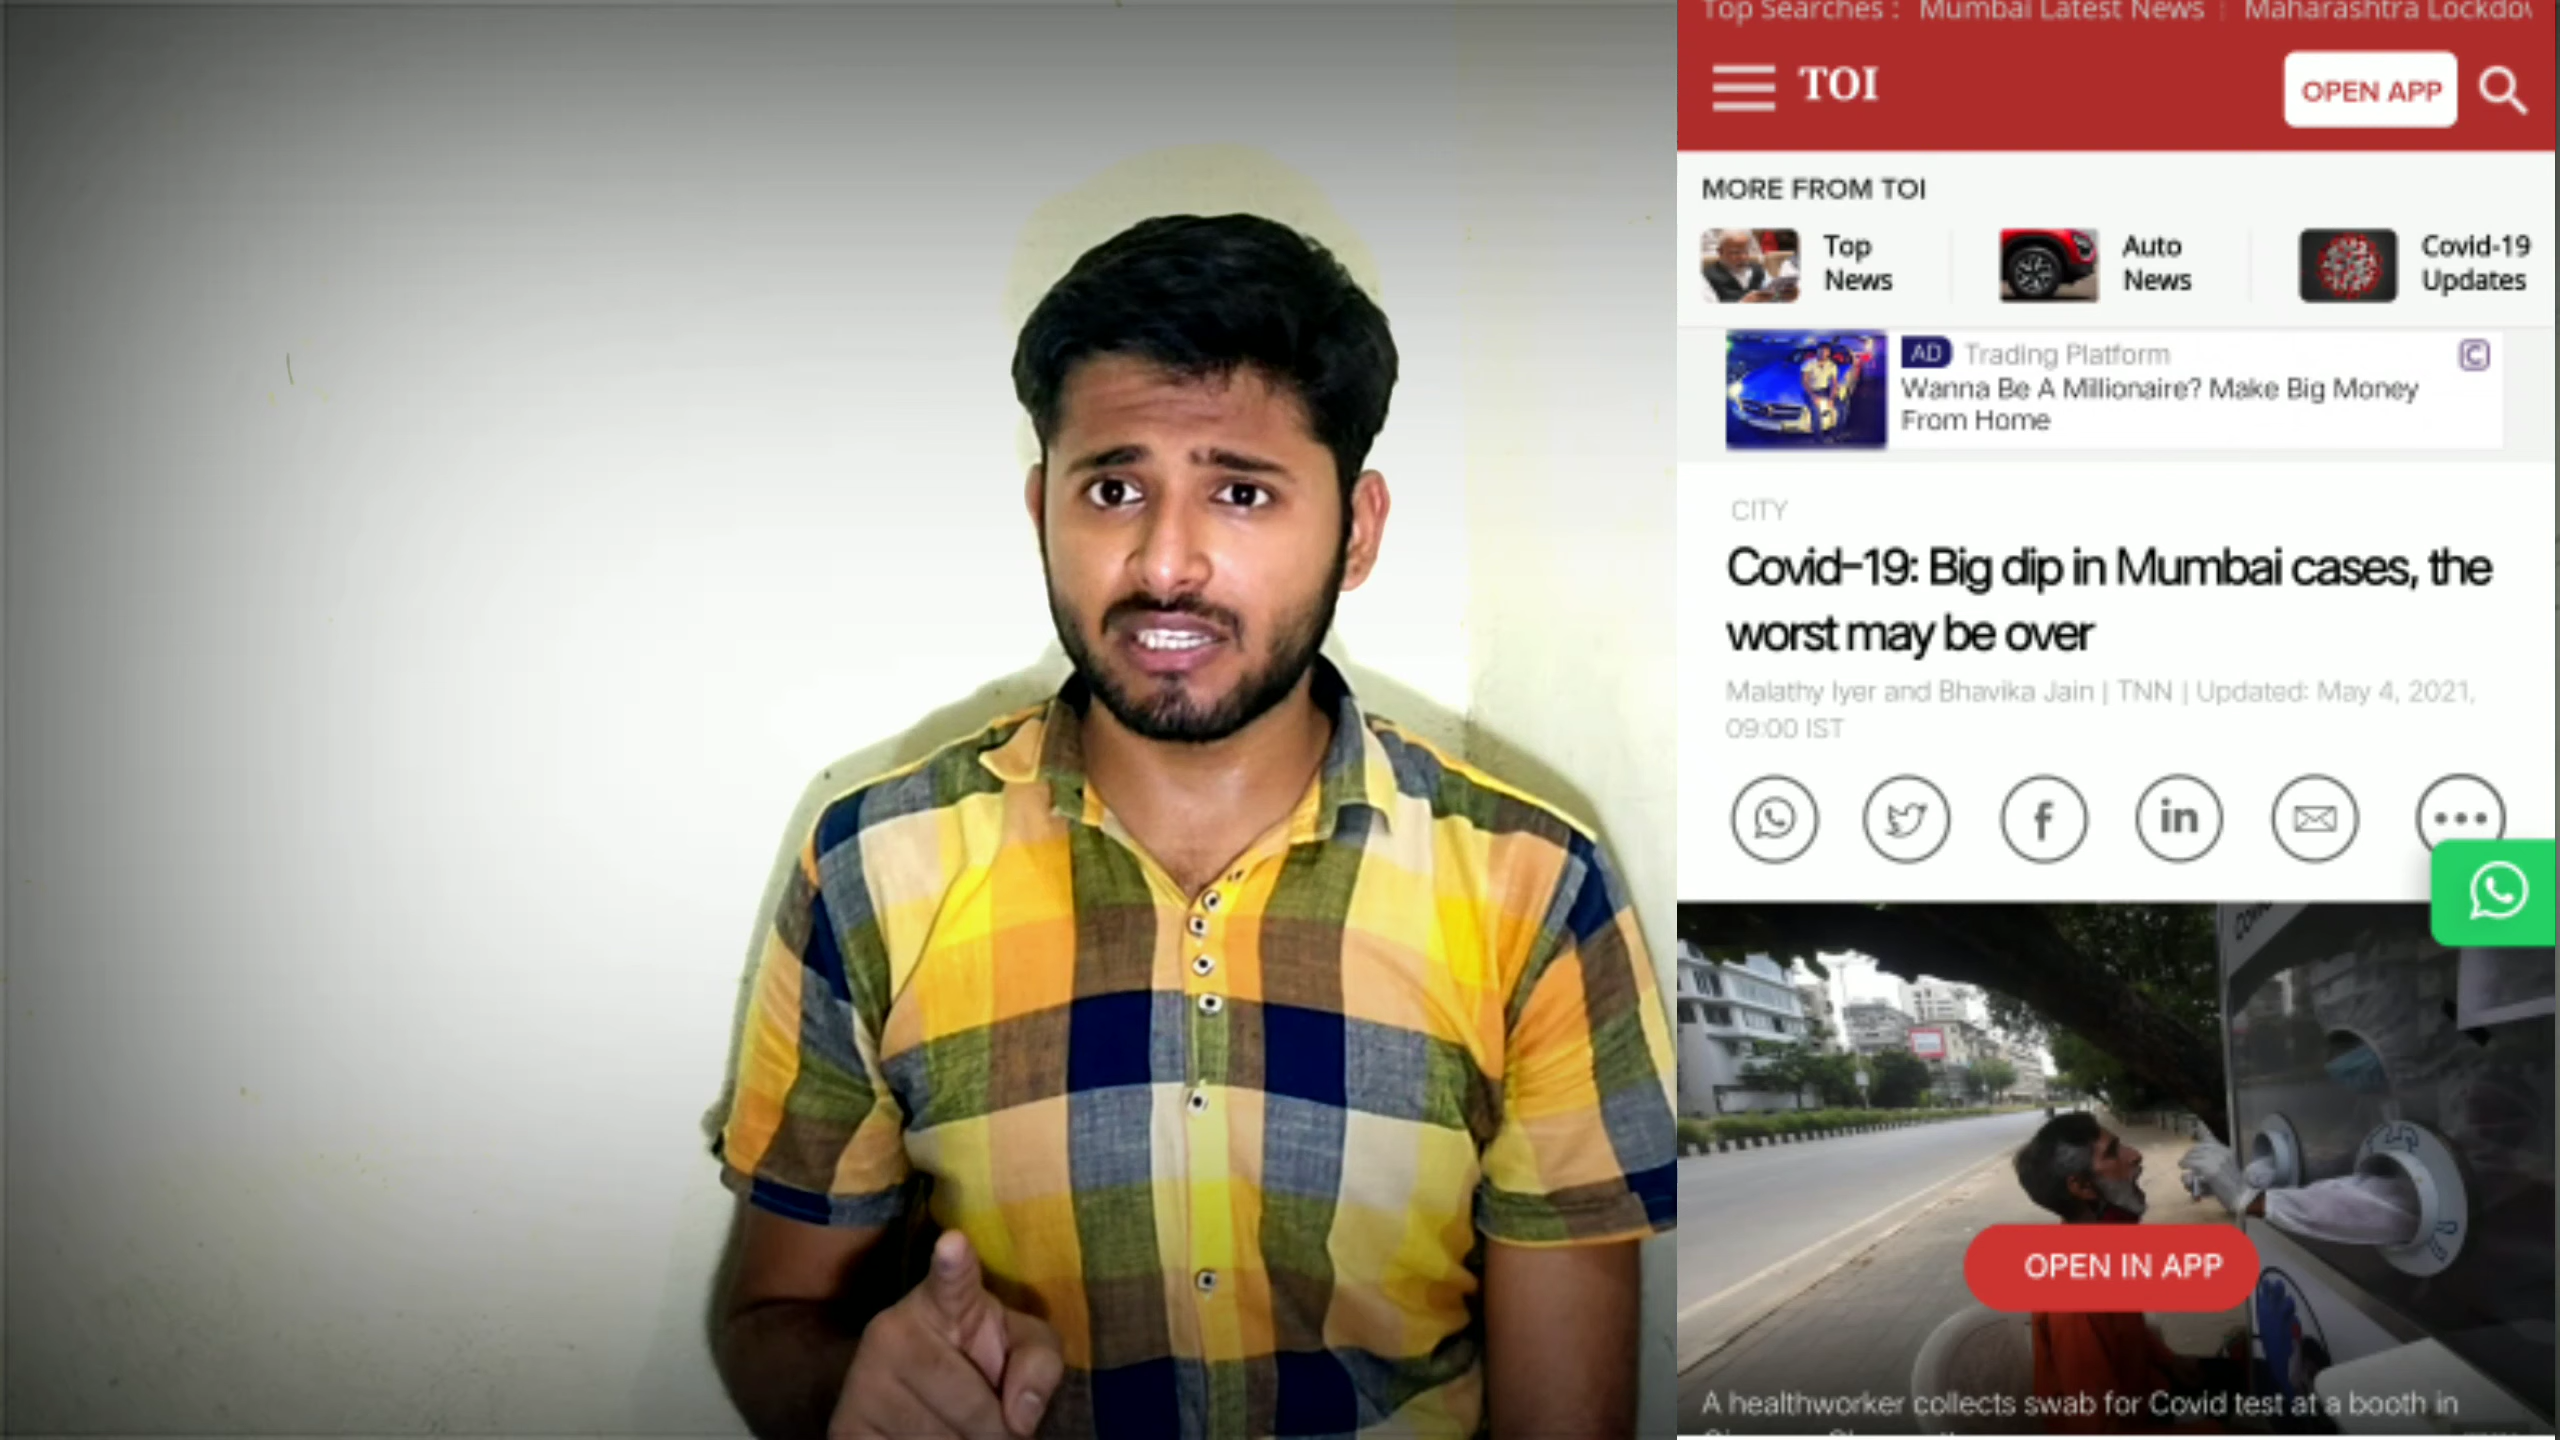 Top Searches : Mumbai Latest News Maharashtra
TOI
OPEN APP
MORE FROM TOI
Top
News
Auto
News
Covid-19
Updates
AD Trading Platform
Wanna Be A Millionaire? Make Big Money
From Home
CITY
Covid-19: Big dip in Mumbai cases, the
worst may be over
Malathy Iyer and Bhavika Jain | TNN | Updated: May 4, 2021,
09:00 IST
OPEN IN APP
A healthworker collects swab for Covid test at a booth in